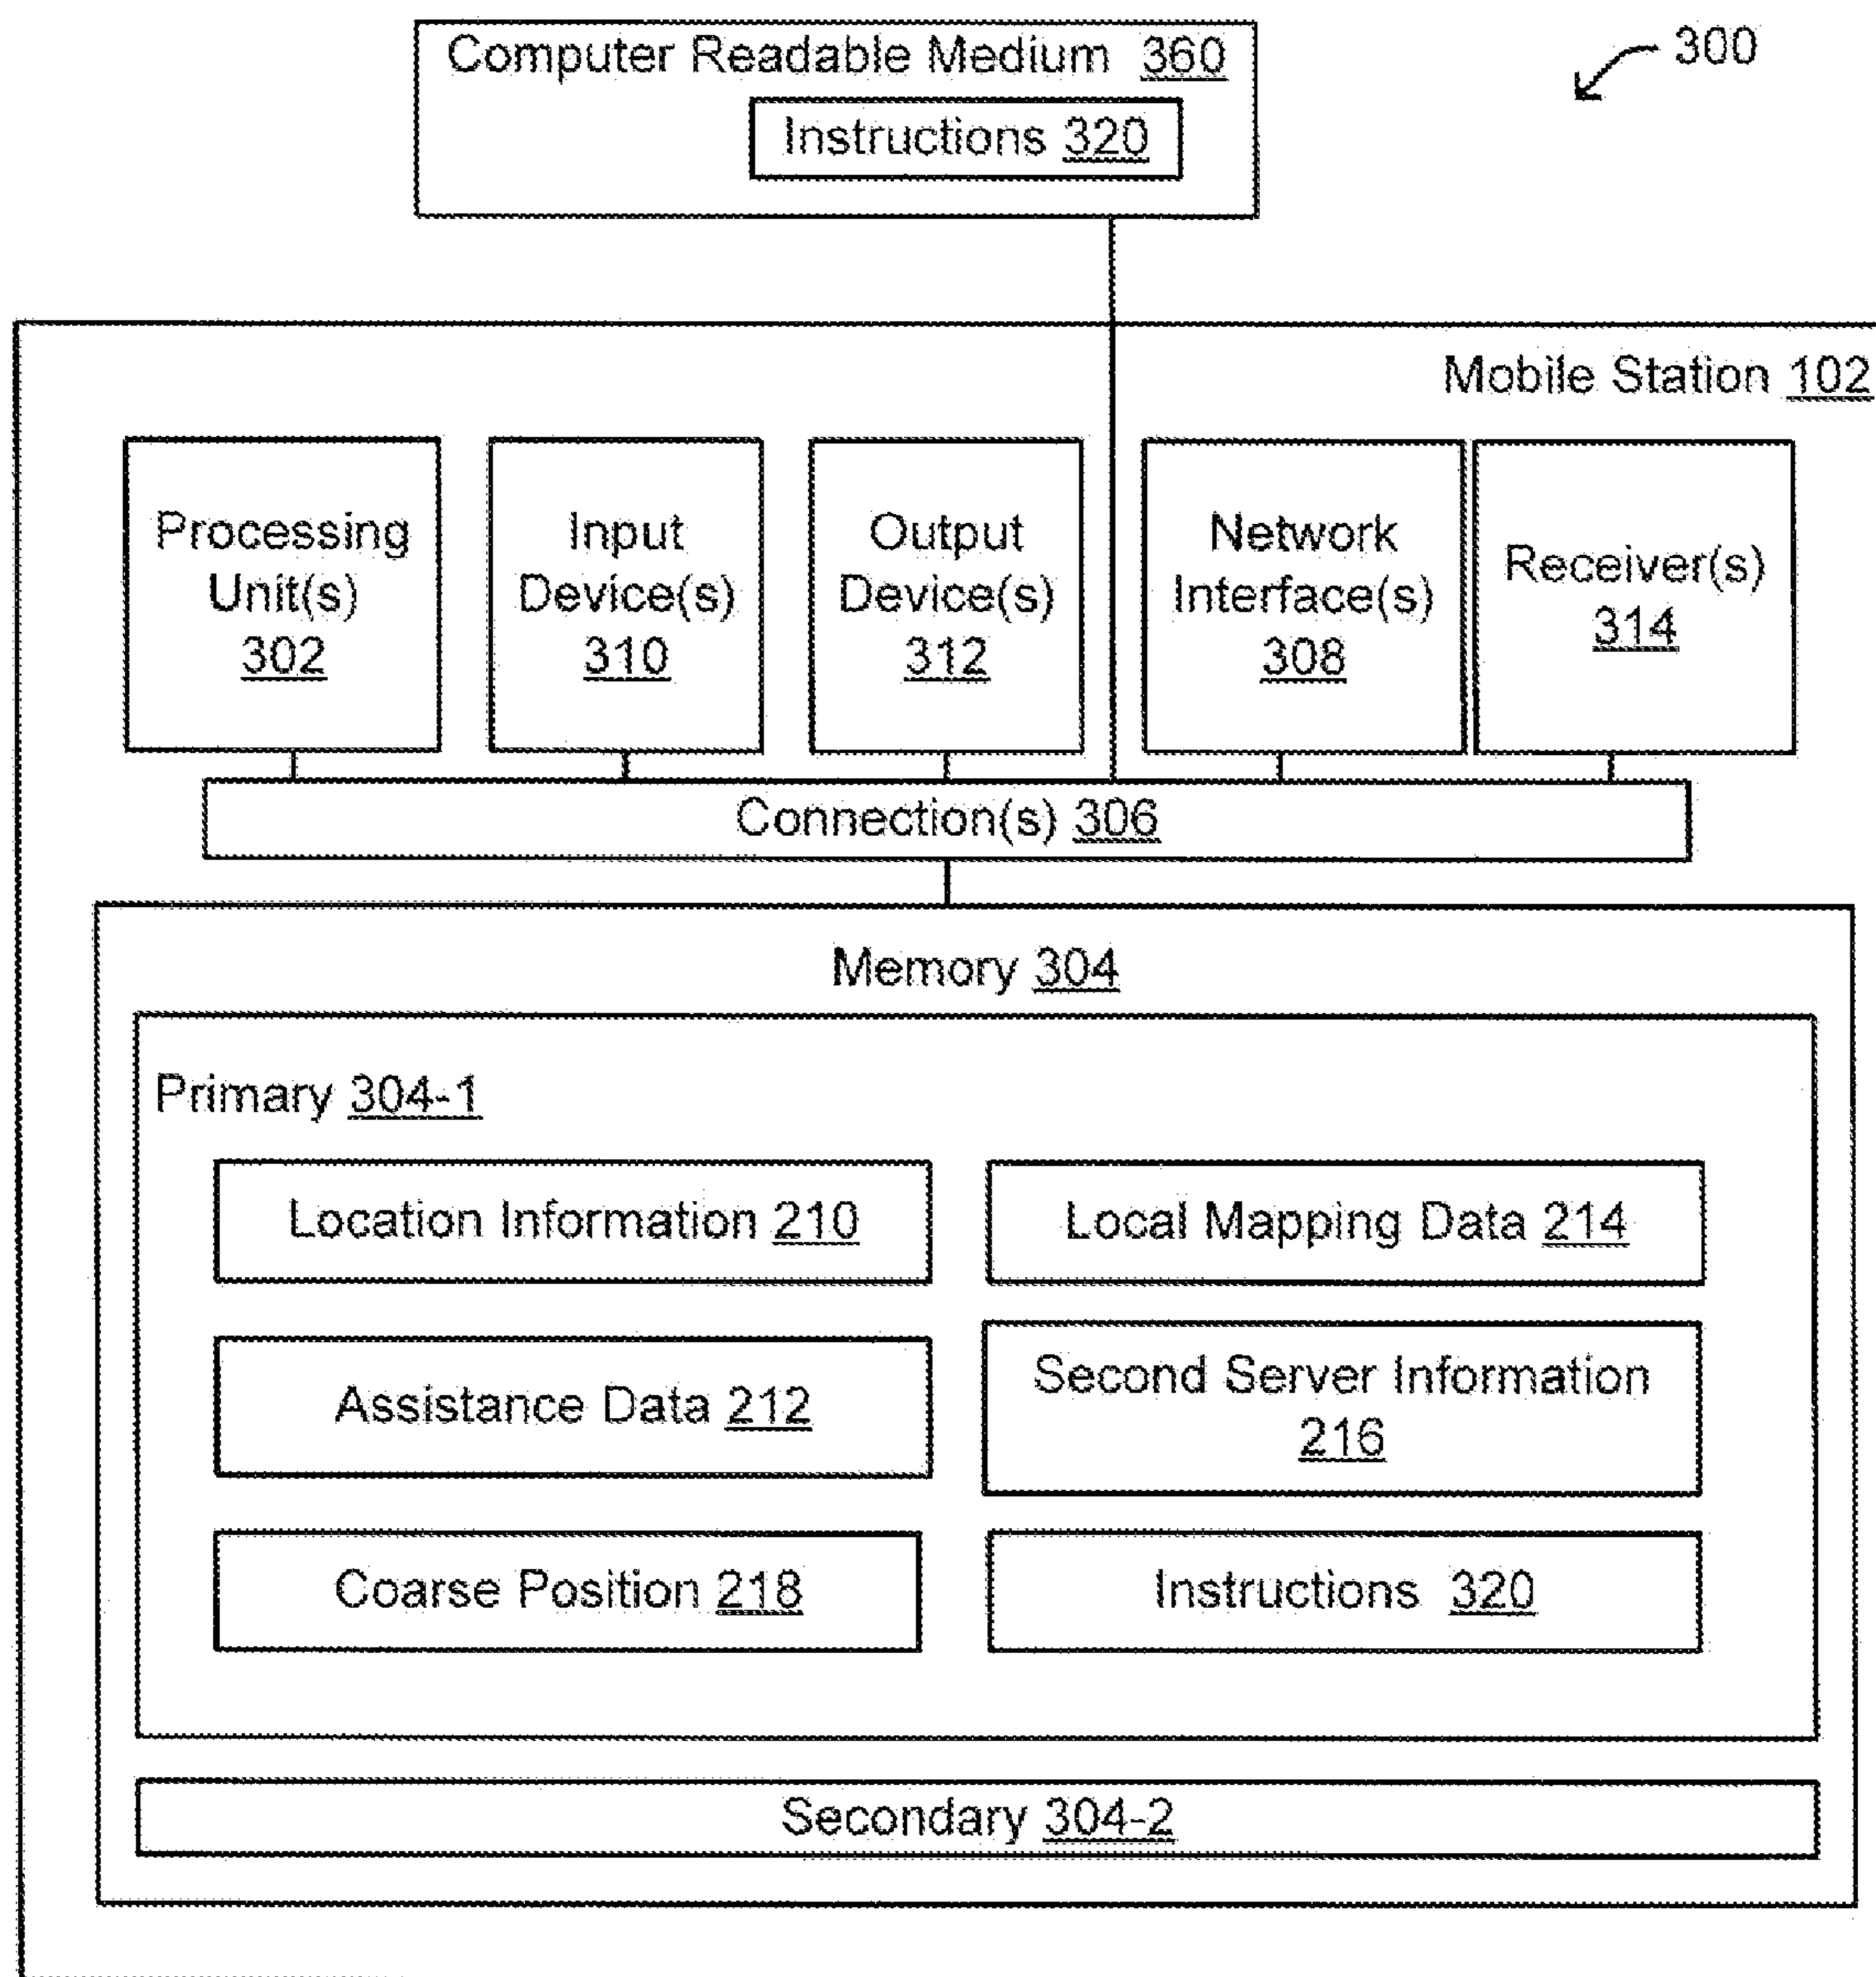 Computer Readable Medium 360
Instructions 320
300
Mobile Station 102
Processing
Unit(s)
302
Input
Device(s)
310
Output
Device(s)
312
Network
Interface(s)
308
Receiver(s)
314
Connection(s) 306
Memory 304
Primary 304-1
Location Information 210
Local Mapping Data 214
Assistance Data 212
Second Server Information
216
Coarse Position 218
Instructions 320
Secondary 304-2